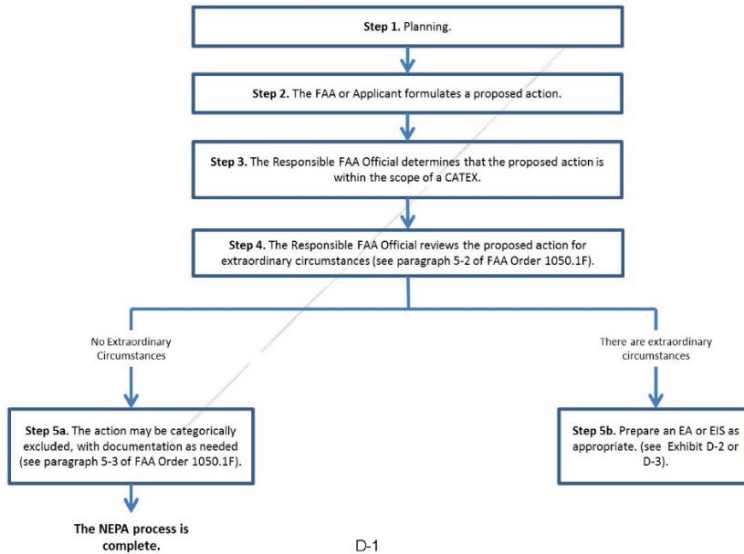 Step 1. Planning.
Step 2. The FAA or Applicant formulates a proposed action.
Step 3. The Responsible FAA Official determines that the proposed action is
within the scope of a CATEX.
Step 4. The Responsible FAA Official reviews the proposed action for
extraordinary circumstances (see paragraph 5-2 of FAA Order 1050.1F).
No Extraordinary
Circumstances
There are extraordinary
circumstances
Step 5a. The action may be categorically
excluded, with documentation as needed
(see paragraph 5-3 of FAA Order 1050.1F).
Step 5b. Prepare an EA or EIS as
appropriate. (see Exhibit D-2 or
D-3).
The NEPA process is
complete.
D-1